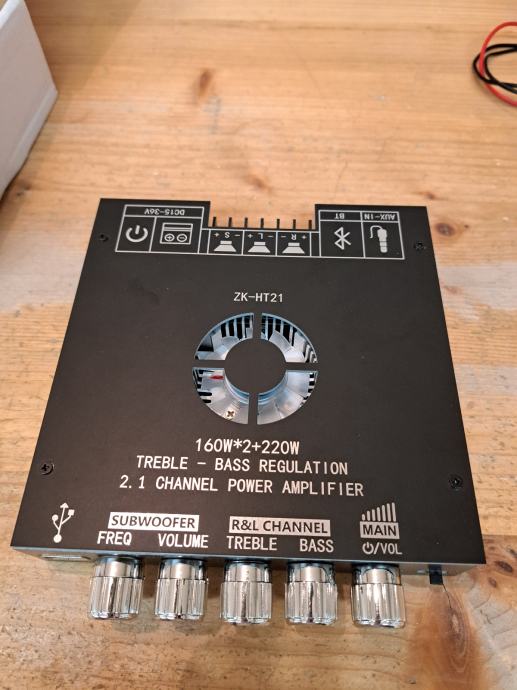 DC15-36V
+ S - + L - + R -
BT
AUX-IN
ZK-HT21
160W*2+220W
TREBLE - BASS REGULATION
2.1 CHANNEL POWER AMPLIFIER
SUBWOOFER
FREQ VOLUME
R&L CHANNEL
TREBLE BASS
MAIN
⏻/VOL